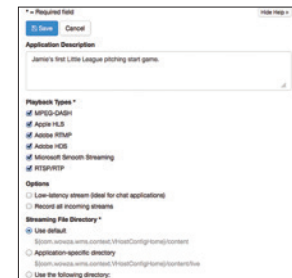 * = Required field
Hide Help »
Save Cancel
Application Description
Jamie's first Little League pitching start game.
Playback Types *
MPEG-DASH
Apple HLS
Adobe RTMP
Adobe HDS
Microsoft Smooth Streaming
RTSP/RTP
Options
Low-latency stream (ideal for chat applications)
Record all incoming streams
Streaming File Directory *
Use default
${com.wowza.wms.context.VHostConfigHome}/content
Application-specific directory
${com.wowza.wms.context.VHostConfigHome}/content/live
Use the following directory: